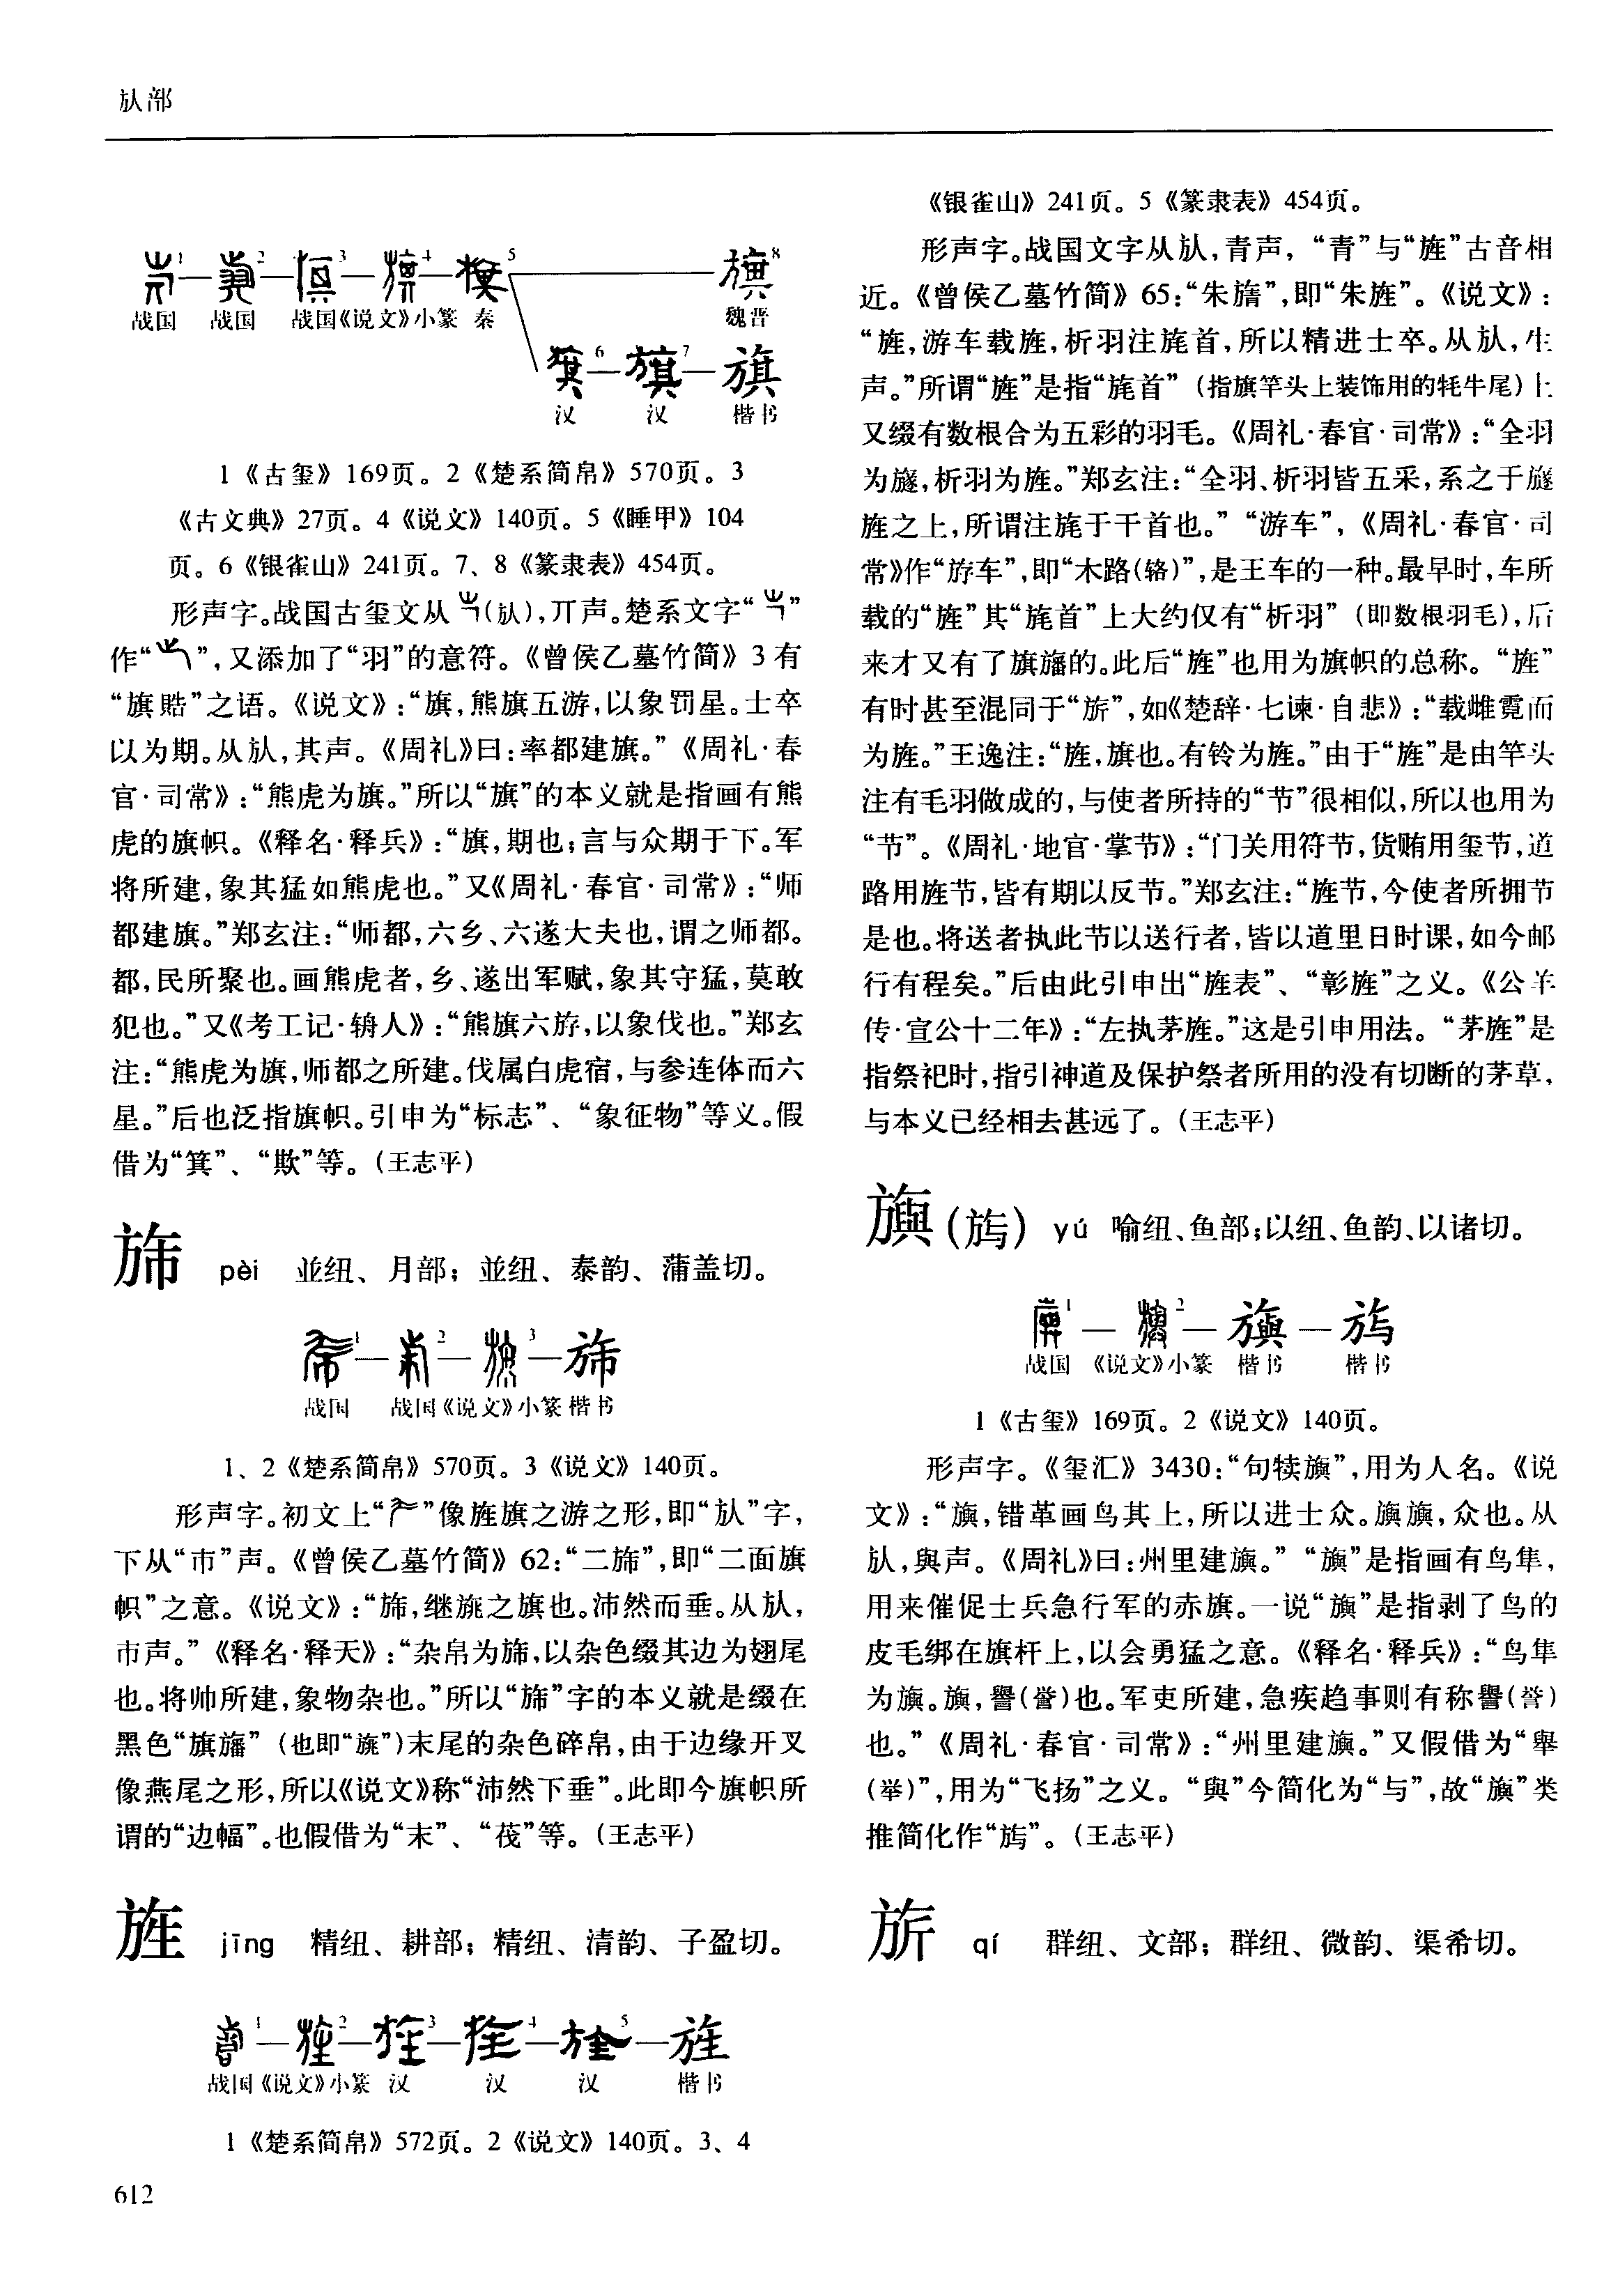 㫃部
战国 战国 战国《说文》小篆 秦 魏晋
汉 汉 楷书
1《古玺》169页。2《楚系简帛》570页。3
《古文典》27页。4《说文》140页。5《睡甲》104
页。6《银雀山》241页。7、8《篆隶表》454页。
形声字。战国古玺文从(㫃),丌声。楚系文字“”
作“”,又添加了“羽”的意符。《曾侯乙墓竹简》3有
“旗㫑”之语。《说文》:“旗,熊旗五游,以象罚星。士卒
以为期。从㫃,其声。《周礼》曰:率都建旗。”《周礼·春
官·司常》:“熊虎为旗。”所以“旗”的本义就是指画有熊
虎的旗帜。《释名·释兵》:“旗,期也;言与众期于下。军
将所建,象其猛如熊虎也。”又《周礼·春官·司常》:“师
都建旗。”郑玄注:“师都,六乡、六遂大夫也,谓之师都。
都,民所聚也。画熊虎者,乡、遂出军赋,象其守猛,莫敢
犯也。”又《考工记·辀人》:“熊旗六斿,以象伐也。”郑玄
注:“熊虎为旗,师都之所建。伐属白虎宿,与参连体而六
星。”后也泛指旗帜。引申为“标志”、“象征物”等义。假
借为“箕”、“欺”等。(王志平)
旆 pèi 並纽、月部;並纽、泰韵、蒲盖切。
1—2—3—旆
战国 战国《说文》小篆 楷书
1、2《楚系简帛》570页。3《说文》140页。
形声字。初文上“”像旌旗之游之形,即“㫃”字,
下从“巿”声。《曾侯乙墓竹简》62:“二旆”,即“二面旗
帜”之意。《说文》:“旆,继旐之旗也。沛然而垂。从㫃,
巿声。”《释名·释天》:“杂帛为旆,以杂色缀其边为翅尾
也。将帅所建,象物杂也。”所以“旆”字的本义就是缀在
黑色“旗旛”(也即“旐”)末尾的杂色碎帛,由于边缘开叉
像燕尾之形,所以《说文》称“沛然下垂”。此即今旗帜所
谓的“边幅”。也假借为“末”、“茷”等。(王志平)
旌 jīng 精纽、耕部;精纽、清韵、子盈切。
1—2—3—4—5—旌
战国《说文》小篆 汉 汉 汉 楷书
1《楚系简帛》572页。2《说文》140页。3、4
612
《银雀山》241页。5《篆隶表》454页。
形声字。战国文字从㫃,青声,“青”与“旌”古音相
近。《曾侯乙墓竹简》65:“朱旌”,即“朱旌”。《说文》:
“旌,游车载旌,析羽注旄首,所以精进士卒。从㫃,生
声。”所谓“旌”是指“旄首”(指旗竿头上装饰用的牦牛尾)上
又缀有数根合为五彩的羽毛。《周礼·春官·司常》:“全羽
为旞,析羽为旌。”郑玄注:“全羽、析羽皆五采,系之于旞
旌之上,所谓注旄于干首也。”“游车”,《周礼·春官·司
常》作“斿车”,即“木路(辂)”,是王车的一种。最早时,车所
载的“旌”其“旄首”上大约仅有“析羽”(即数根羽毛),后
来才又有了旗旛的。此后“旌”也用为旗帜的总称。“旌”
有时甚至混同于“旂”,如《楚辞·七谏·自悲》:“载雌霓而
为旌。”王逸注:“旌,旗也。有铃为旌。”由于“旌”是由竿头
注有毛羽做成的,与使者所持的“节”很相似,所以也用为
“节”。《周礼·地官·掌节》:“门关用符节,货贿用玺节,道
路用旌节,皆有期以反节。”郑玄注:“旌节,今使者所拥节
是也。将送者执此节以送行者,皆以道里日时课,如今邮
行有程矣。”后由此引申出“旌表”、“彰旌”之义。《公羊
传·宣公十二年》:“左执茅旌。”这是引申用法。“茅旌”是
指祭祀时,指引神道及保护祭者所用的没有切断的茅草,
与本义已经相去甚远了。(王志平)
旟(㫋) yú 喻纽、鱼部;以纽、鱼韵、以诸切。
1—2—旟—㫋
战国 《说文》小篆 楷书 楷书
1《古玺》169页。2《说文》140页。
形声字。《玺汇》3430:“句犊旟”,用为人名。《说
文》:“旟,错革画鸟其上,所以进士众。旟旟,众也。从
㫃,與声。《周礼》曰:州里建旟。”“旟”是指画有鸟隼,
用来催促士兵急行军的赤旗。一说“旟”是指剥了鸟的
皮毛绑在旗杆上,以会勇猛之意。《释名·释兵》:“鸟隼
为旟。旟,譽(誉)也。军吏所建,急疾趋事则有称譽(誉)
也。”《周礼·春官·司常》:“州里建旟。”又假借为“舉
(举)”,用为“飞扬”之义。“與”今简化为“与”,故“旟”类
推简化作“㫋”。(王志平)
旂 qí 群纽、文部;群纽、微韵、渠希切。